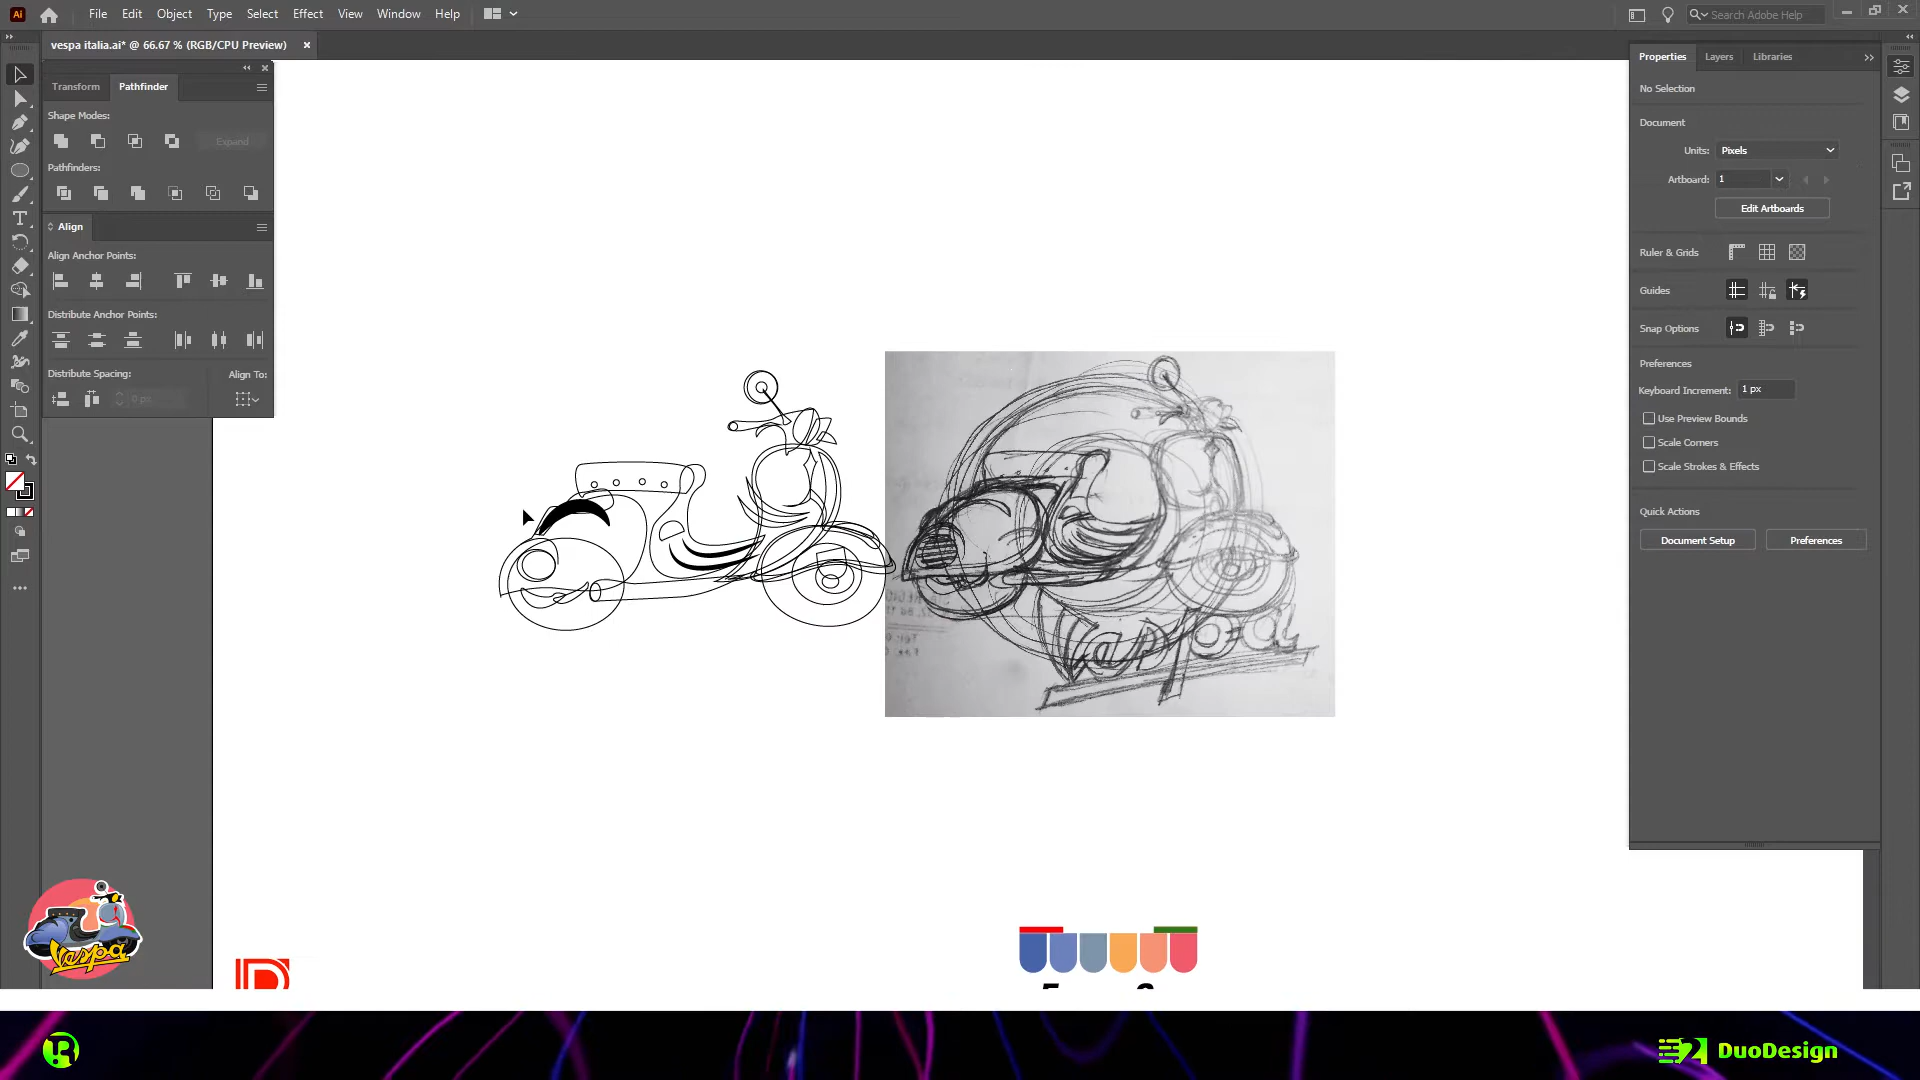 Ai
File Edit Object Type Select Effect View Window Help
Search Adobe Help
vespa italia.ai* @ 66.67 % (RGB/CPU Preview)
Transform Pathfinder
Shape Modes:
Expand
Pathfinders:
Align
Align Anchor Points:
Distribute Anchor Points:
Distribute Spacing:
Align To:
0 px
Properties Layers Libraries
No Selection
Document
Units: Pixels
Artboard: 1
Edit Artboards
Ruler & Grids
Guides
Snap Options
Preferences
Keyboard Increment: 1 px
Use Preview Bounds
Scale Corners
Scale Strokes & Effects
Quick Actions
Document Setup Preferences
Vespa
DuoDesign